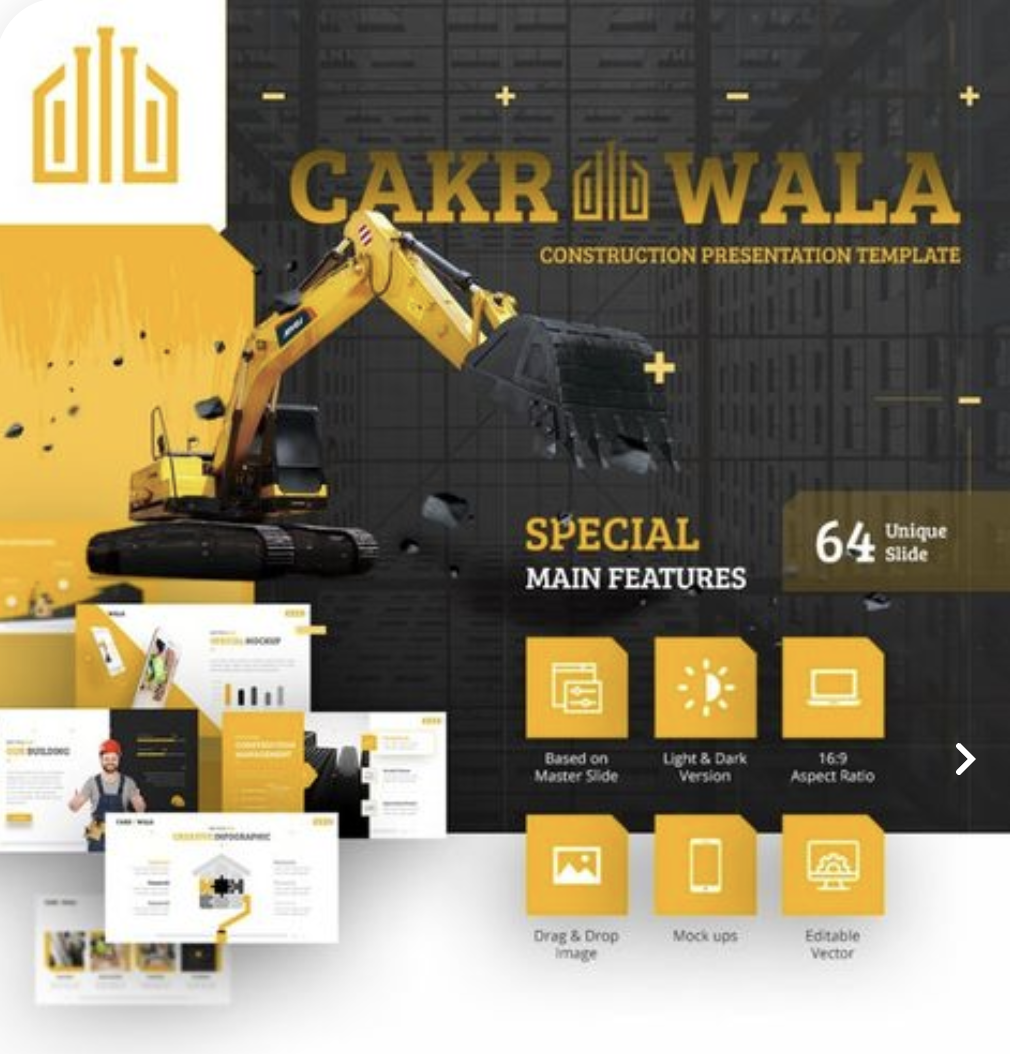 CAKR WALA
CONSTRUCTION PRESENTATION TEMPLATE
SPECIAL
MAIN FEATURES
64 Unique
Slide
Based on
Master Slide
Light & Dark
Version
16:9
Aspect Ratio
Drag & Drop
Image
Mock ups
Editable
Vector
WALA
SPECIAL MOCKUP
OUR BUILDING
CONSTRUCTION
MANAGEMENT
CREATIVE INFOGRAPHIC